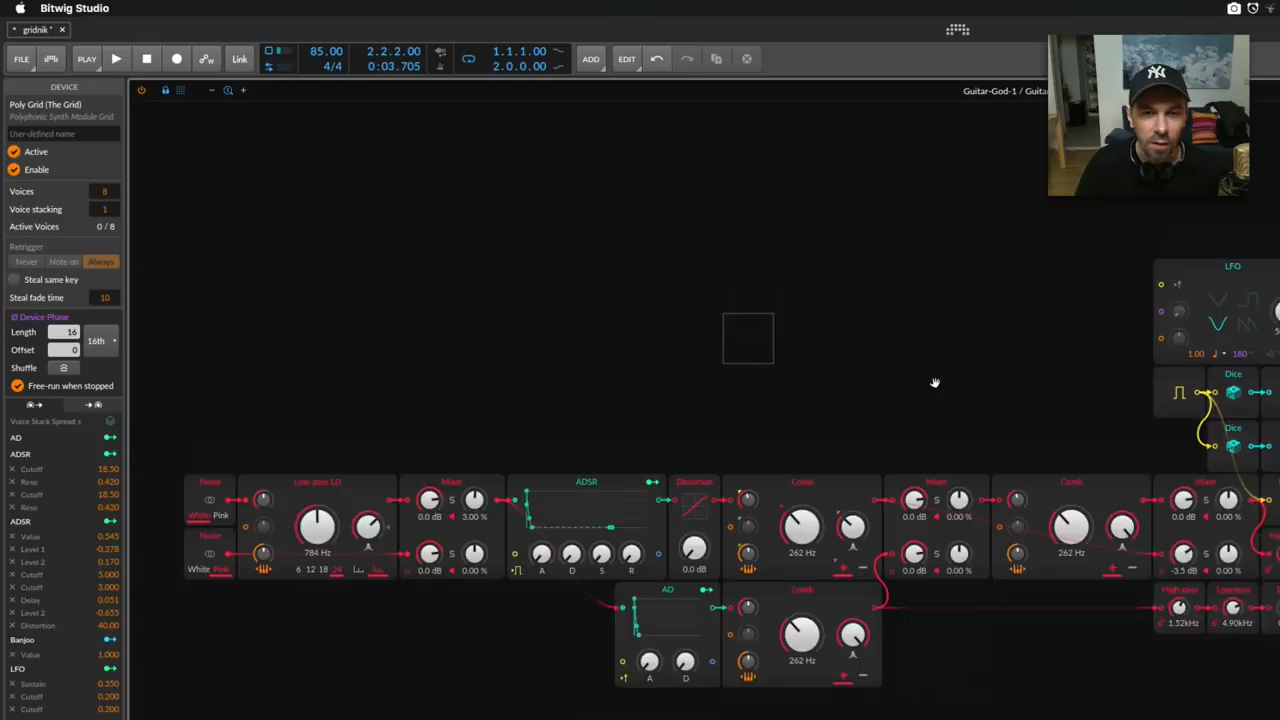 Bitwig Studio
gridnik*
FILE
PLAY
Link
85.00
4/4
2.2.2.00
0:03.705
1.1.1.00
2.0.0.00
ADD
EDIT
DEVICE
Poly Grid (The Grid)
Polyphonic Synth Module Grid
User-defined name
Active
Enable
Voices 8
Voice stacking 1
Active Voices 0 / 8
Retrigger
Never Note on Always
Steal same key
Steal fade time 10
Ø Device Phase
Length 16 16th
Offset 0
Shuffle
Free-run when stopped
Voice Stack Spread ±
AD
ADSR
Cutoff 18.50
Reso 0.420
Cutoff 18.50
Reso 0.420
ADSR
Value 0.545
Level 1 -0.378
Level 2 0.170
Cutoff 5.000
Cutoff 3.000
Delay 0.051
Level 2 -0.655
Distortion 40.00
Banjoo
Value 1.000
LFO
Sustain 0.350
Cutoff 0.200
Cutoff 0.200
Guitar-God-1 / Guitar
LFO
1.00 180°
Dice
Dice
Noise
White Pink
Noise
White Pink
Low-pass LD
784 Hz
6 12 18 24
Mixer
0.0 dB S 3.00 %
0.0 dB S 0.00 %
ADSR
A D S R
Distortion
0.0 dB
Comb
262 Hz
Mixer
0.0 dB S 0.00 %
0.0 dB S 0.00 %
Comb
262 Hz
Mixer
0.0 dB S 0.00 %
-3.5 dB S 0.00 %
AD
A D
Comb
262 Hz
High-pass
1.52kHz
Low-pass
4.90kHz